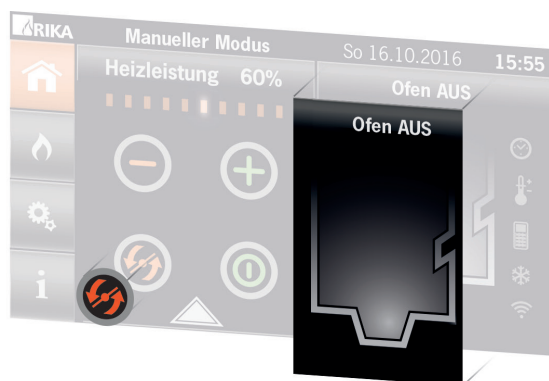 RIKA
Manueller Modus
So 16.10.2016
15:55
Heizleistung 60%
Ofen AUS
Ofen AUS
i